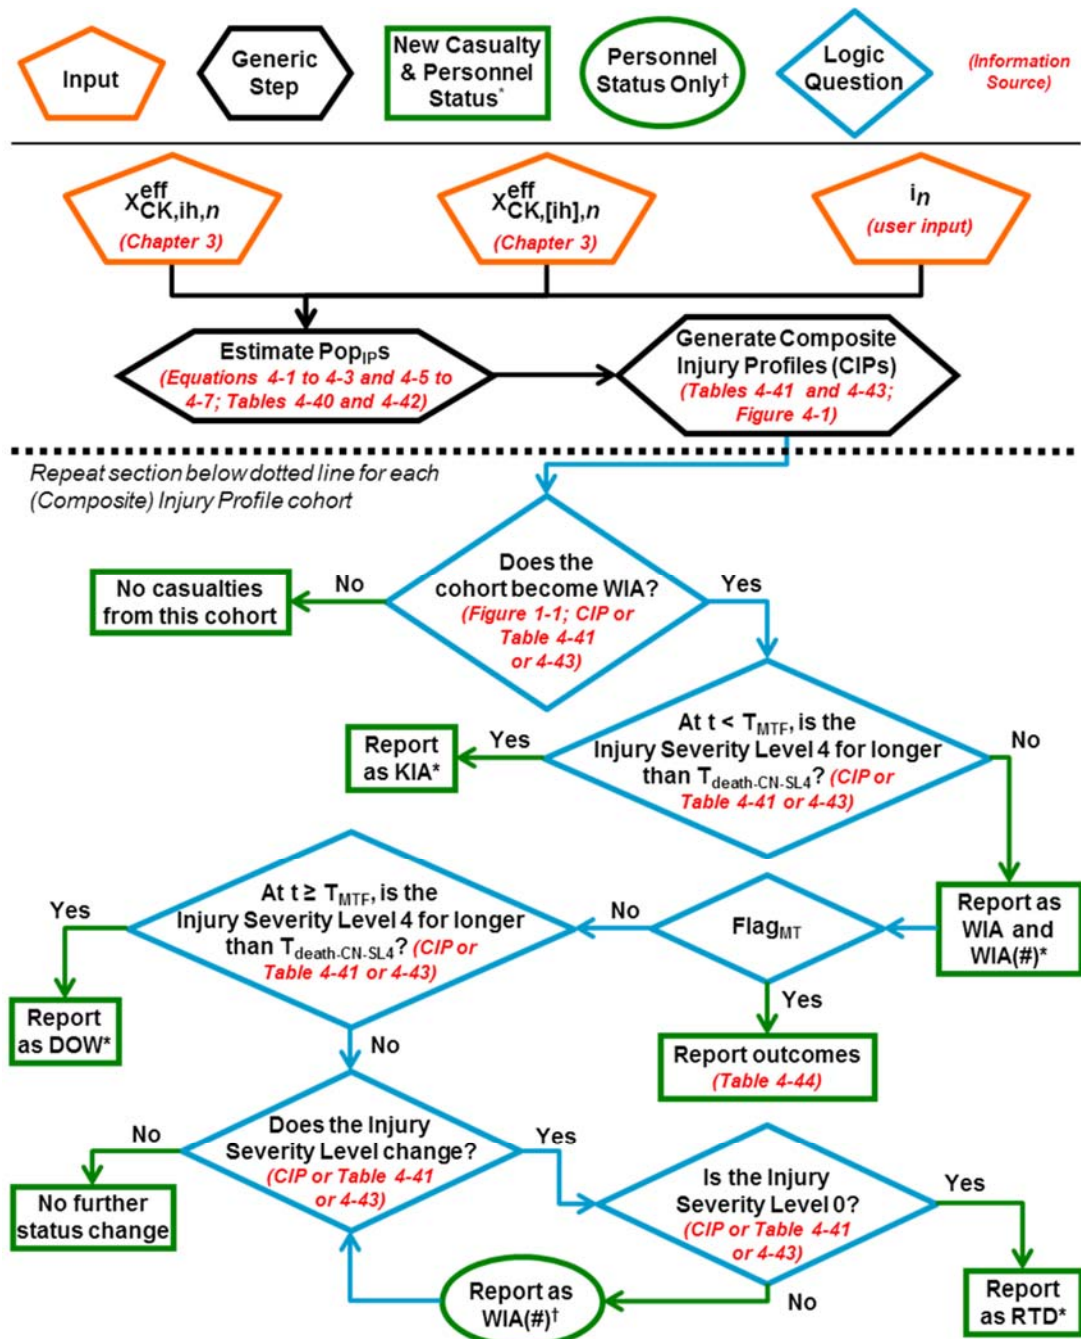 Input
Generic
Step
New Casualty
& Personnel
Status*
Personnel
Status Only†
Logic
Question
(Information
Source)
X^eff_CK,ih,n
(Chapter 3)
X^eff_CK,[ih],n
(Chapter 3)
i_n
(user input)
Estimate Pop_IPs
(Equations 4-1 to 4-3 and 4-5 to
4-7; Tables 4-40 and 4-42)
Generate Composite
Injury Profiles (CIPs)
(Tables 4-41 and 4-43;
Figure 4-1)
Repeat section below dotted line for each
(Composite) Injury Profile cohort
Does the
cohort become WIA?
(Figure 1-1; CIP or
Table 4-41
or 4-43)
No
No casualties
from this cohort
Yes
At t < T_MTF, is the
Injury Severity Level 4 for longer
than T_death-CN-SL4? (CIP or
Table 4-41 or 4-43)
Yes
Report
as KIA*
No
Report as
WIA and
WIA(#)*
Flag_MT
Yes
Report outcomes
(Table 4-44)
No
At t ≥ T_MTF, is the
Injury Severity Level 4 for longer
than T_death-CN-SL4? (CIP or
Table 4-41 or 4-43)
Yes
Report
as DOW*
No
Does the Injury
Severity Level change?
(CIP or Table 4-41
or 4-43)
No
No further
status change
Yes
Is the Injury
Severity Level 0?
(CIP or Table 4-41
or 4-43)
Yes
Report
as RTD*
No
Report as
WIA(#)†